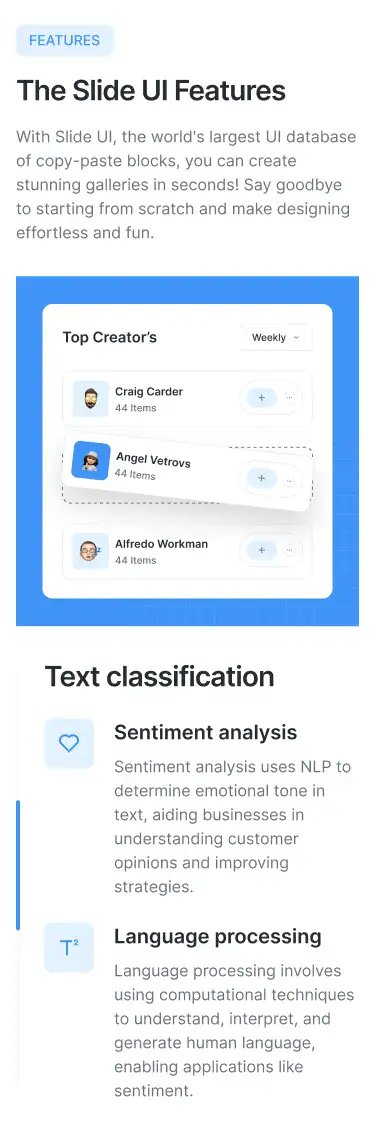 FEATURES
The Slide UI Features
With Slide UI, the world's largest UI database
of copy-paste blocks, you can create
stunning galleries in seconds! Say goodbye
to starting from scratch and make designing
effortless and fun.
Top Creator's
Weekly
Craig Carder
44 Items
Angel Vetrovs
44 Items
Alfredo Workman
44 Items
Text classification
Sentiment analysis
Sentiment analysis uses NLP to
determine emotional tone in
text, aiding businesses in
understanding customer
opinions and improving
strategies.
T²
Language processing
Language processing involves
using computational techniques
to understand, interpret, and
generate human language,
enabling applications like
sentiment.